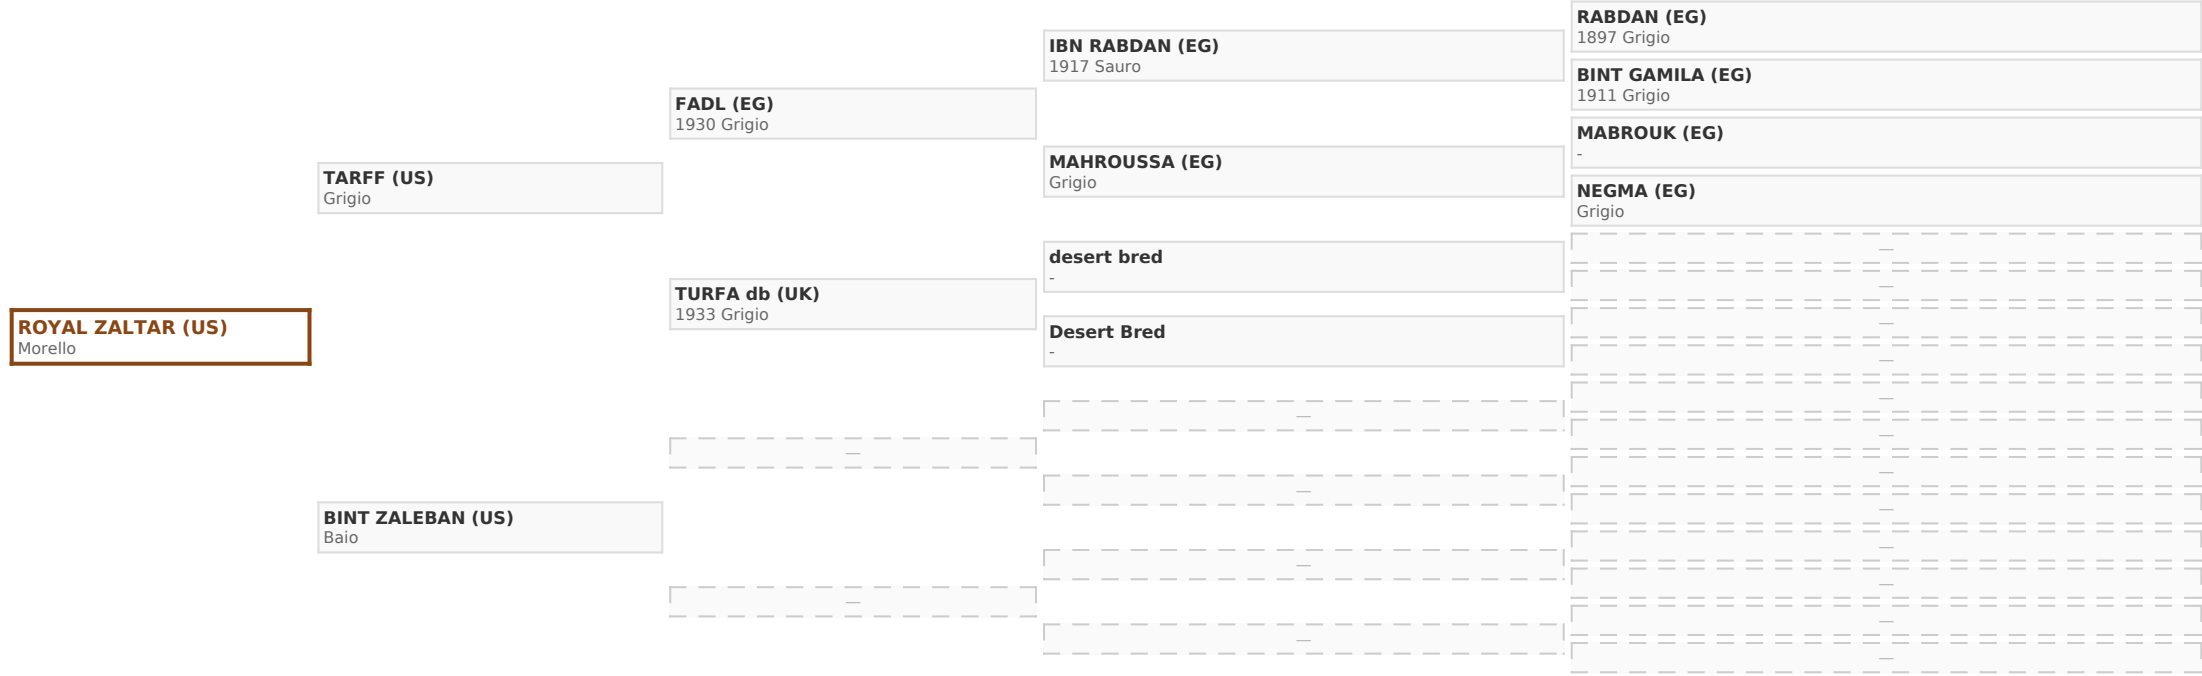 ROYAL ZALTAR (US)
Morello
TARFF (US)
Grigio
BINT ZALEBAN (US)
Baio
FADL (EG)
1930 Grigio
TURFA db (UK)
1933 Grigio
—
—
IBN RABDAN (EG)
1917 Sauro
MAHROUSSA (EG)
Grigio
desert bred
-
Desert Bred
-
—
—
—
—
RABDAN (EG)
1897 Grigio
BINT GAMILA (EG)
1911 Grigio
MABROUK (EG)
-
NEGMA (EG)
Grigio
—
—
—
—
—
—
—
—
—
—
—
—